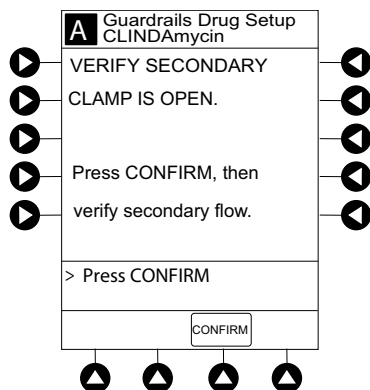 A
Guardrails Drug Setup
CLINDAmycin
VERIFY SECONDARY
CLAMP IS OPEN.
Press CONFIRM, then
verify secondary flow.
> Press CONFIRM
CONFIRM